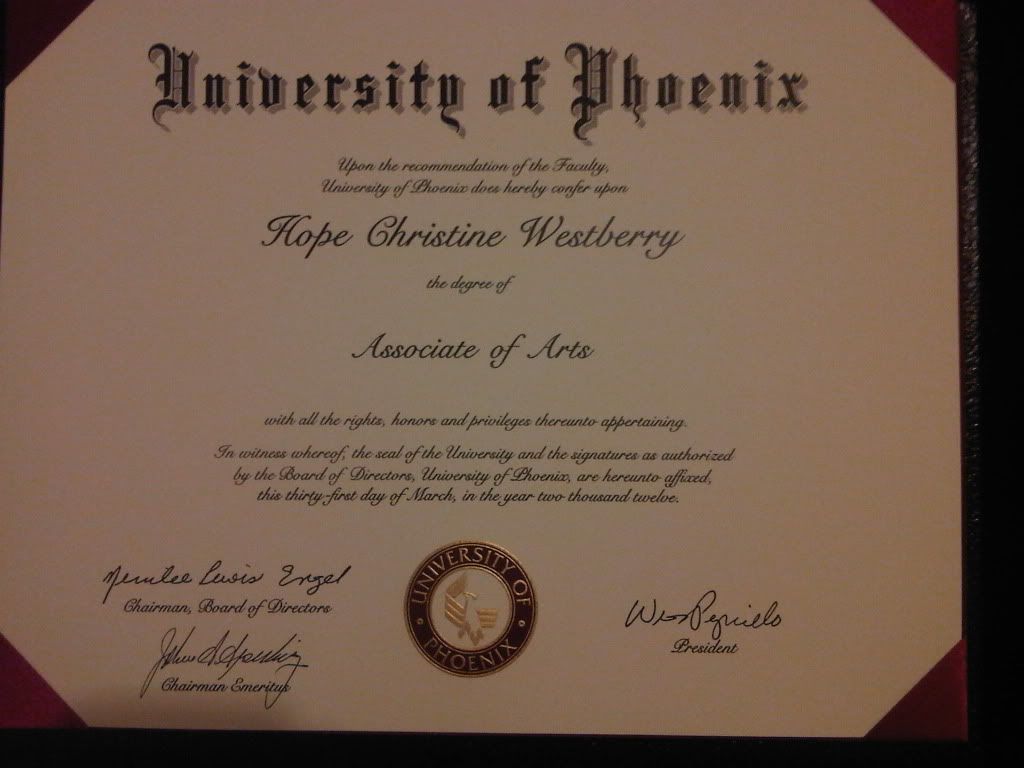 University of Phoenix
Upon the recommendation of the Faculty,
University of Phoenix does hereby confer upon
Hope Christine Westberry
the degree of
Associate of Arts
with all the rights, honors and privileges thereunto appertaining.
In witness whereof, the seal of the University and the signatures as authorized
by the Board of Directors, University of Phoenix, are hereunto affixed,
this thirty-first day of March, in the year two thousand twelve.
Lewis Engel
Chairman, Board of Directors
John
Chairman Emeritus
UNIVERSITY OF
PHOENIX
President